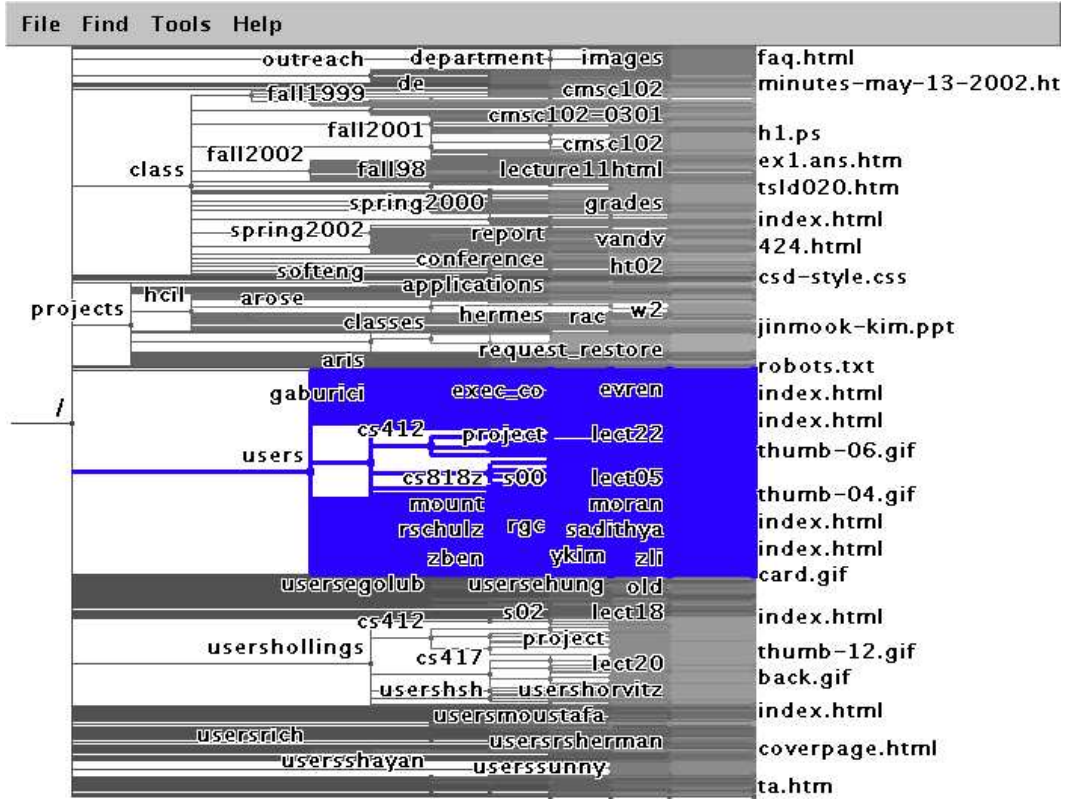 File Find Tools Help
outreach department images faq.html
de minutes-may-13-2002.ht
fall1999 cmsc102
cmsc102-0301
fall2001 cmsc102 h1.ps
fall2002
class fall98 lecture11html ex1.ans.htm
tsld020.htm
spring2000 grades
index.html
spring2002 report vandv 424.html
softeng conference ht02 csd-style.css
applications
hcil arose
projects hermes rac w2
classes jinmook-kim.ppt
request_restore
aris robots.txt
gaburici exec_co evren index.html
/ index.html
cs412 project lect22
users thumb-06.gif
cs818z s00 lect05
thumb-04.gif
mount moran
rschulz rgc sadithya index.html
zben ykim zli index.html
usersegolub usersehung old card.gif
cs412 s02 lect18 index.html
usershollings project
cs417 lect20 thumb-12.gif
back.gif
usershsh usershorvitz
usersmoustafa index.html
usersrich usersrsherman coverpage.html
usersshayan userssunny
ta.htm